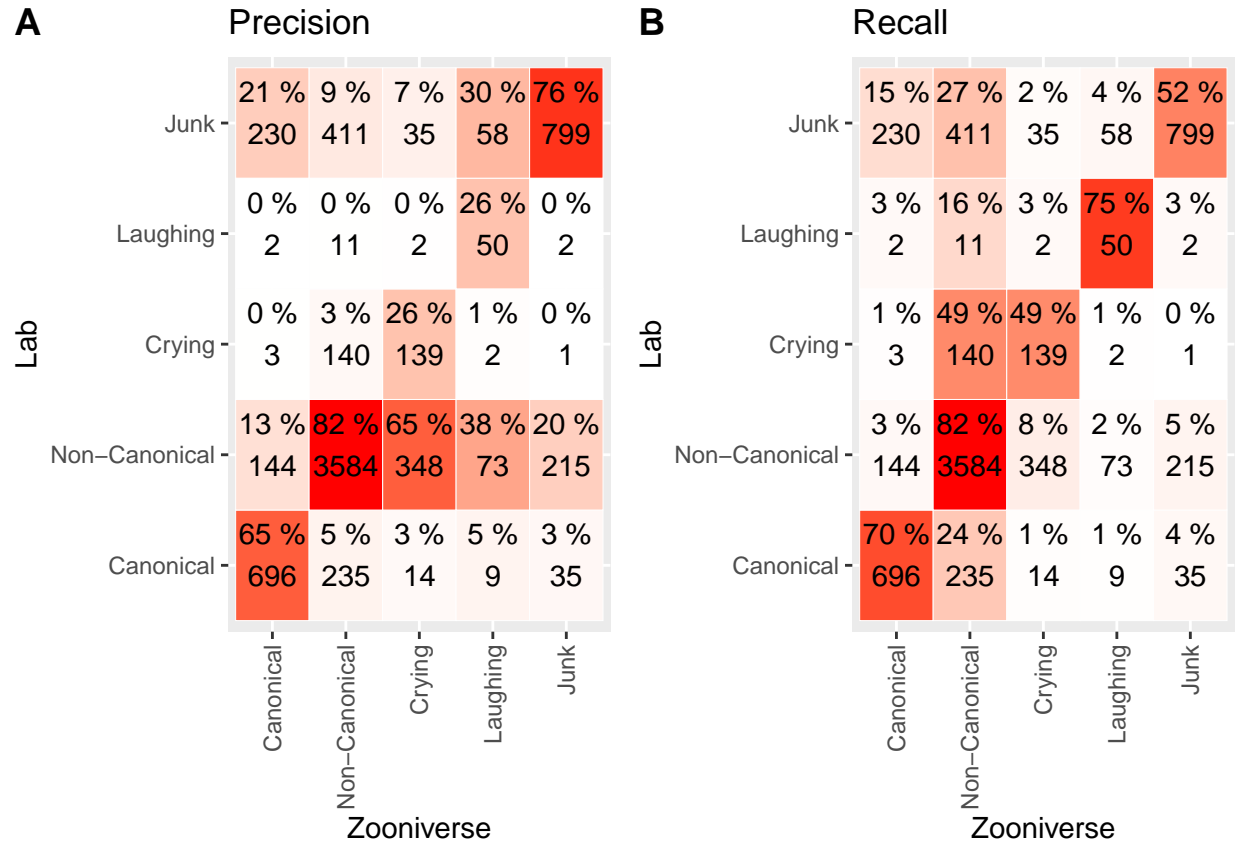 A Precision
21 % 9 % 7 % 30 % 76 %
Junk 230 411 35 58 799
0 % 0 % 0 % 26 % 0 %
Laughing 2 11 2 50 2
0 % 3 % 26 % 1 % 0 %
Crying 3 140 139 2 1
13 % 82 % 65 % 38 % 20 %
Non−Canonical 144 3584 348 73 215
65 % 5 % 3 % 5 % 3 %
Canonical 696 235 14 9 35
Lab
Canonical
Non−Canonical
Crying
Laughing
Junk
Zooniverse
B Recall
15 % 27 % 2 % 4 % 52 %
Junk 230 411 35 58 799
3 % 16 % 3 % 75 % 3 %
Laughing 2 11 2 50 2
1 % 49 % 49 % 1 % 0 %
Crying 3 140 139 2 1
3 % 82 % 8 % 2 % 5 %
Non−Canonical 144 3584 348 73 215
70 % 24 % 1 % 1 % 4 %
Canonical 696 235 14 9 35
Lab
Canonical
Non−Canonical
Crying
Laughing
Junk
Zooniverse